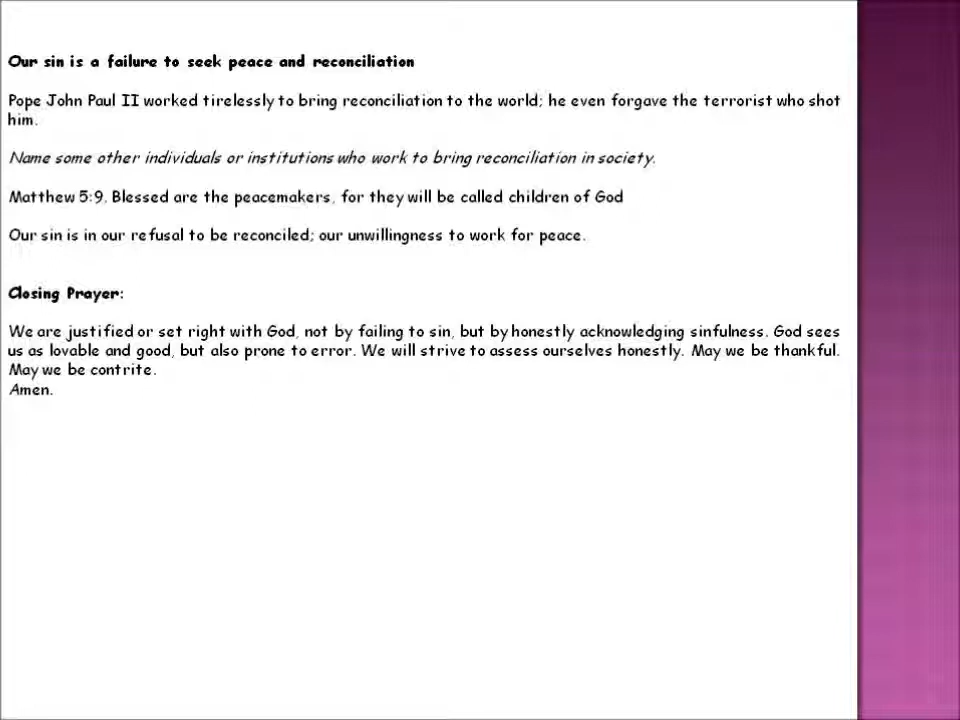 Our sin is a failure to seek peace and reconciliation
Pope John Paul II worked tirelessly to bring reconciliation to the world; he even forgave the terrorist who shot
him.
Name some other individuals or institutions who work to bring reconciliation in society.
Matthew 5:9. Blessed are the peacemakers, for they will be called children of God
Our sin is in our refusal to be reconciled; our unwillingness to work for peace.
Closing Prayer:
We are justified or set right with God, not by failing to sin, but by honestly acknowledging sinfulness. God sees
us as lovable and good, but also prone to error. We will strive to assess ourselves honestly. May we be thankful.
May we be contrite.
Amen.